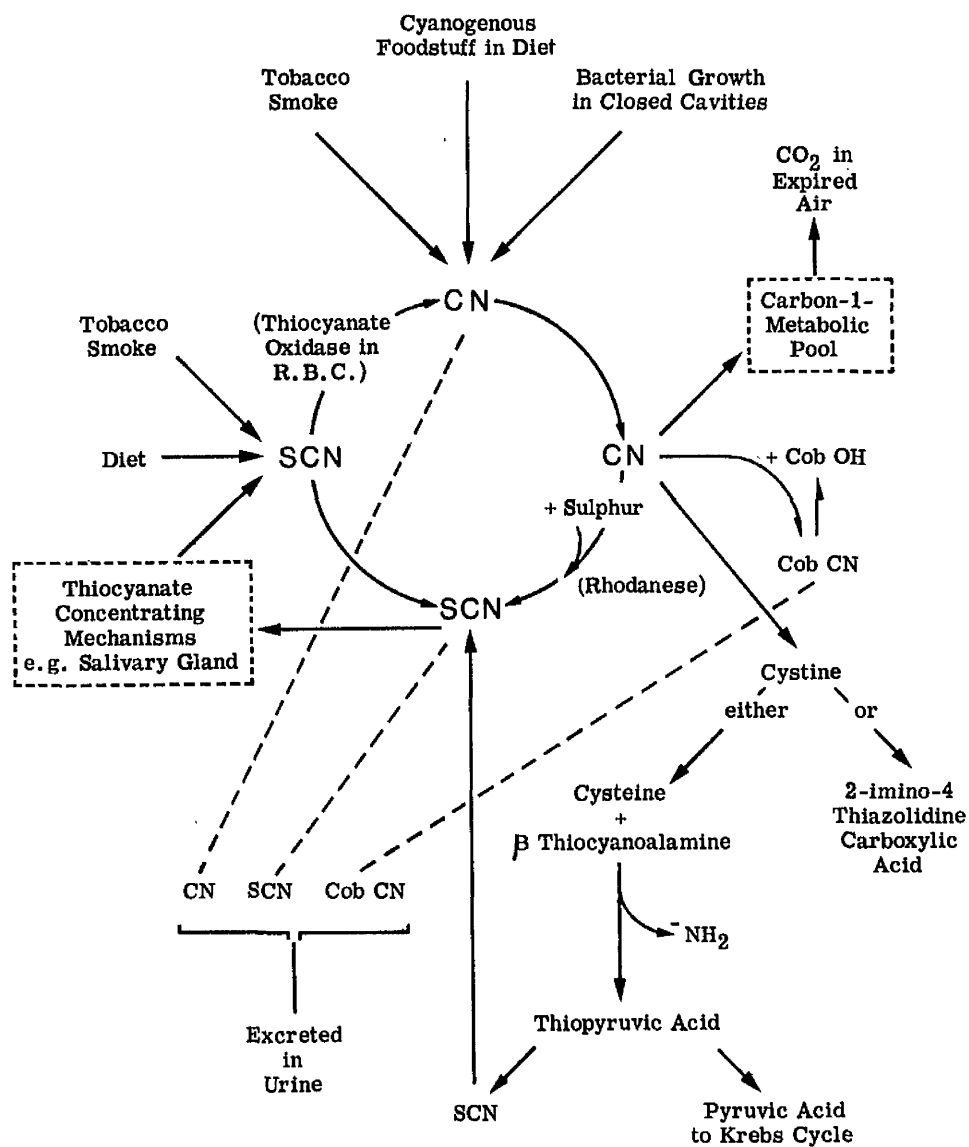 Cyanogenous
Foodstuff in Diet
Tobacco
Smoke
Bacterial Growth
in Closed Cavities
CO₂ in
Expired
Air
CN
Carbon-1-
Metabolic
Pool
Tobacco
Smoke
(Thiocyanate
Oxidase in
R.B.C.)
Diet
SCN
CN
+ Cob OH
+ Sulphur
Cob CN
(Rhodanese)
Thiocyanate
Concentrating
Mechanisms
e.g. Salivary Gland
SCN
Cystine
either
or
Cysteine
+
β Thiocyanoalamine
2-imino-4
Thiazolidine
Carboxylic
Acid
CN
SCN
Cob CN
⁻NH₂
Excreted
in
Urine
Thiopyruvic Acid
SCN
Pyruvic Acid
to Krebs Cycle